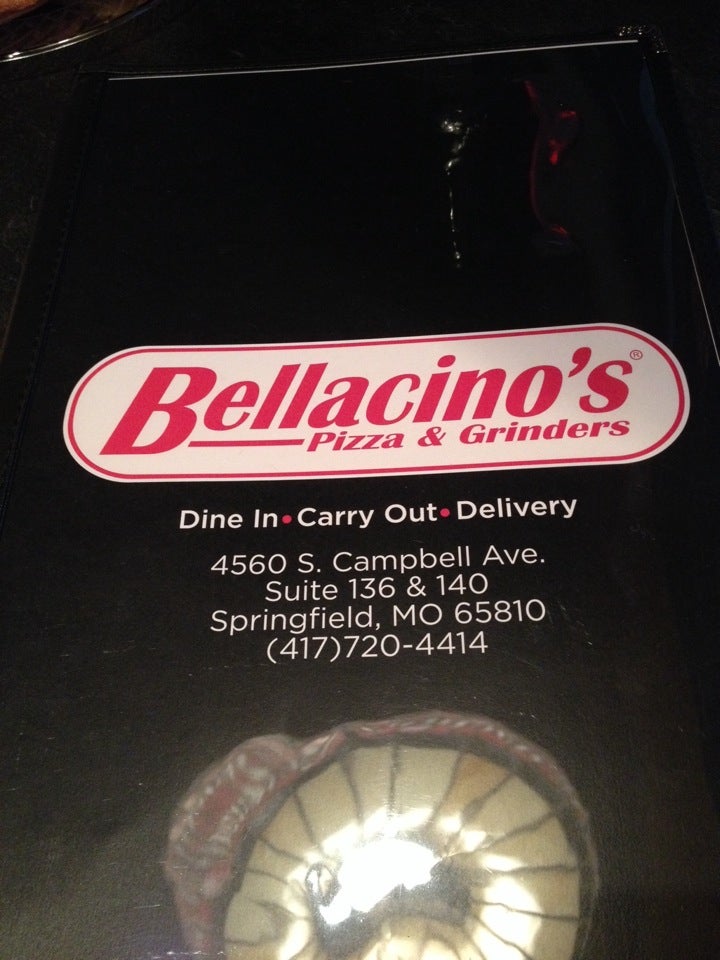 Bellacino's®
Pizza & Grinders
Dine In•Carry Out•Delivery
4560 S. Campbell Ave.
Suite 136 & 140
Springfield, MO 65810
(417)720-4414